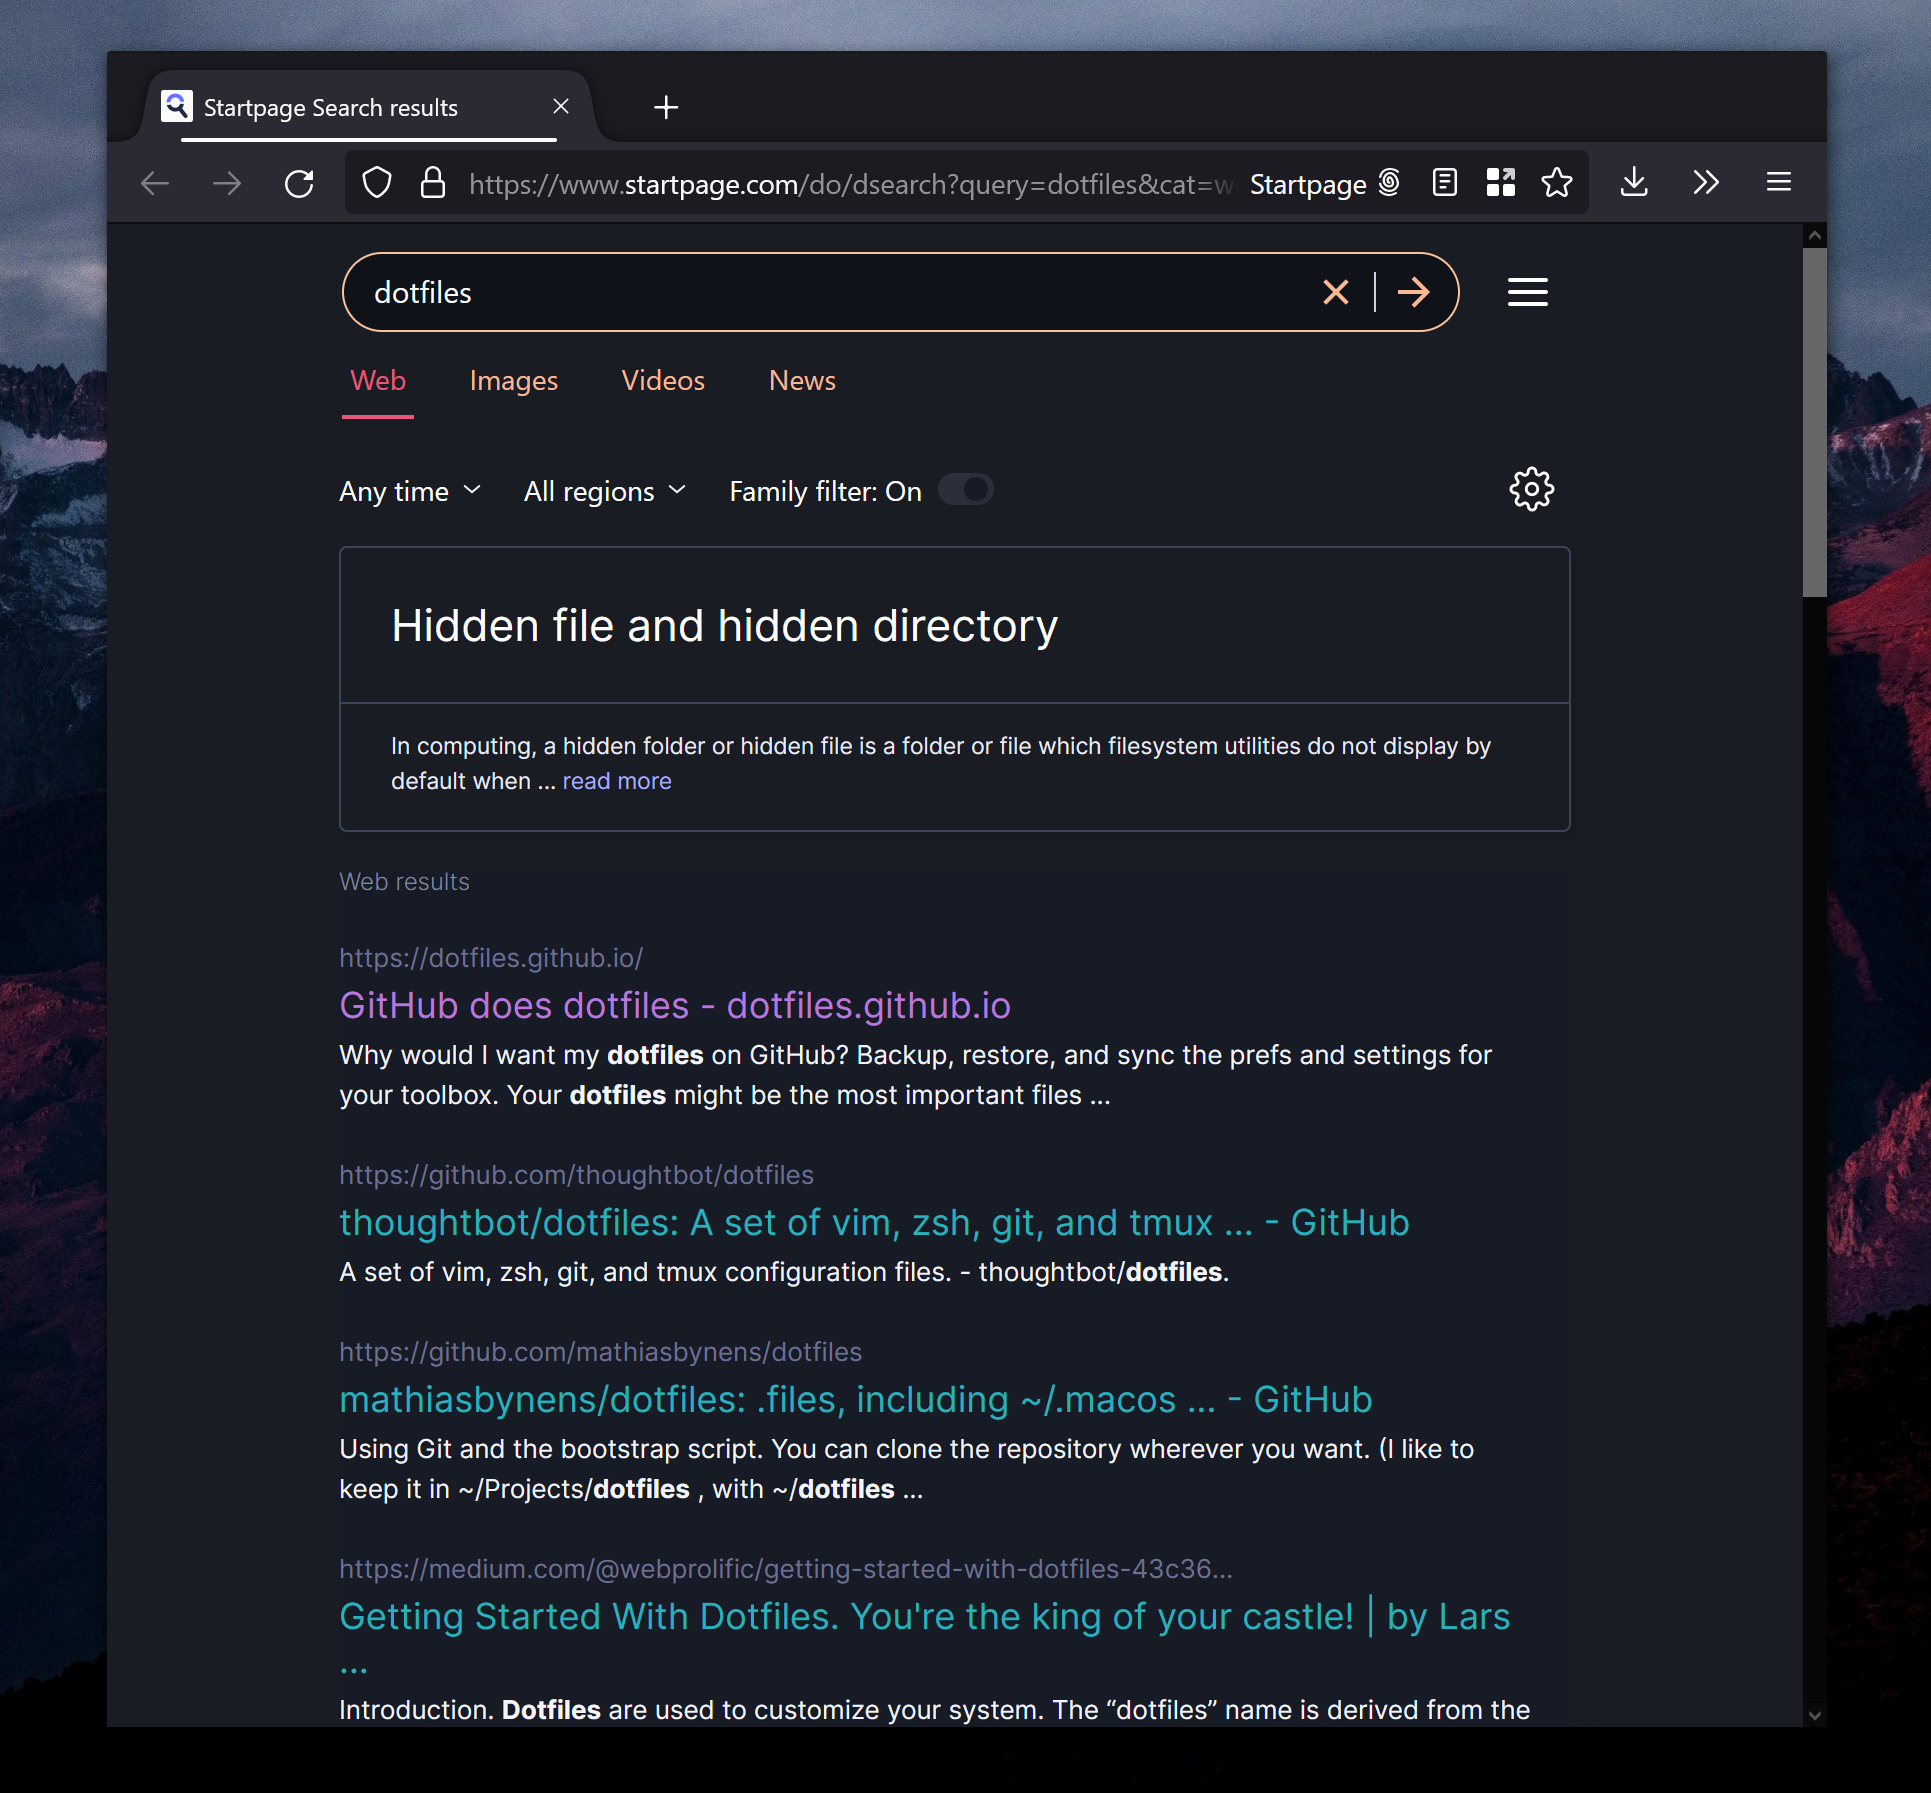 Startpage Search results
https://www.startpage.com/do/dsearch?query=dotfiles&cat=w Startpage
dotfiles
Web Images Videos News
Any time All regions Family filter: On
Hidden file and hidden directory
In computing, a hidden folder or hidden file is a folder or file which filesystem utilities do not display by
default when ... read more
Web results
https://dotfiles.github.io/
GitHub does dotfiles - dotfiles.github.io
Why would I want my dotfiles on GitHub? Backup, restore, and sync the prefs and settings for
your toolbox. Your dotfiles might be the most important files ...
https://github.com/thoughtbot/dotfiles
thoughtbot/dotfiles: A set of vim, zsh, git, and tmux ... - GitHub
A set of vim, zsh, git, and tmux configuration files. - thoughtbot/dotfiles.
https://github.com/mathiasbynens/dotfiles
mathiasbynens/dotfiles: .files, including ~/.macos ... - GitHub
Using Git and the bootstrap script. You can clone the repository wherever you want. (I like to
keep it in ~/Projects/dotfiles , with ~/dotfiles ...
https://medium.com/@webprolific/getting-started-with-dotfiles-43c36...
Getting Started With Dotfiles. You're the king of your castle! | by Lars
...
Introduction. Dotfiles are used to customize your system. The “dotfiles” name is derived from the